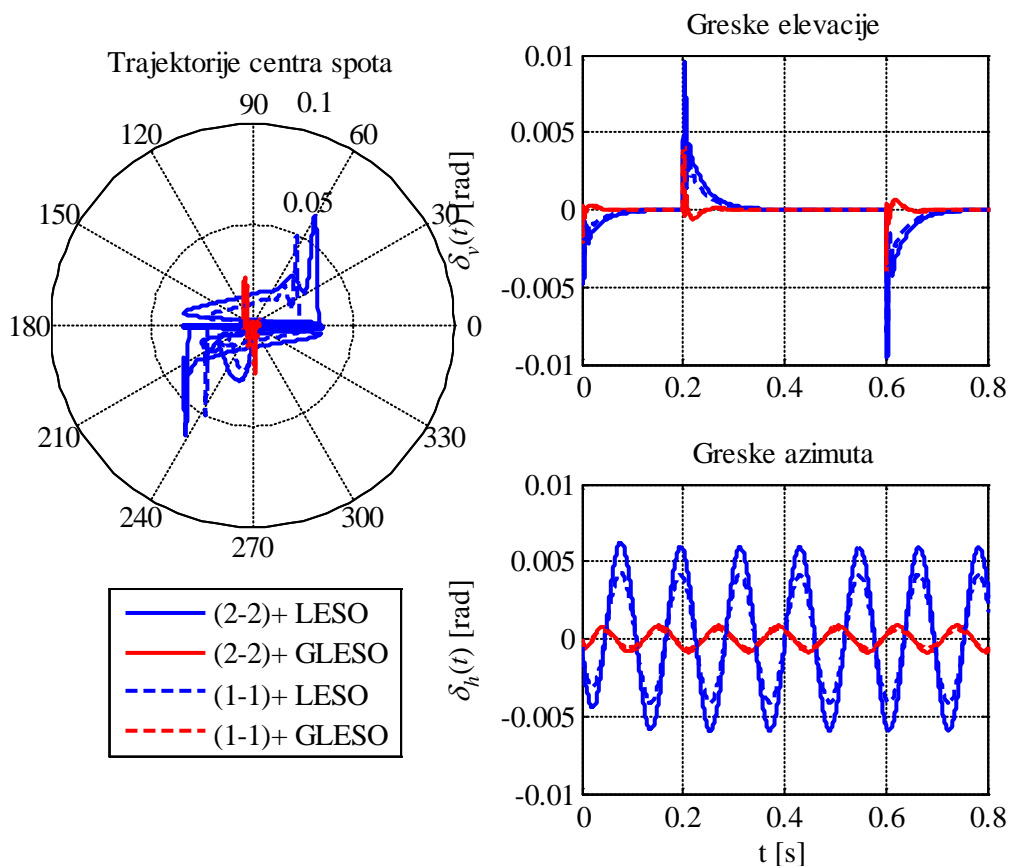 Trajektorije centra spota
90
0.1
120
60
150
0.05
30
180
0
210
330
240
300
270
(2-2)+ LESO
(2-2)+ GLESO
(1-1)+ LESO
(1-1)+ GLESO
Greske elevacije
δv(t) [rad]
0.01
0.005
0
-0.005
-0.01
0 0.2 0.4 0.6 0.8
Greske azimuta
δh(t) [rad]
0.01
0.005
0
-0.005
-0.01
0 0.2 0.4 0.6 0.8
t [s]